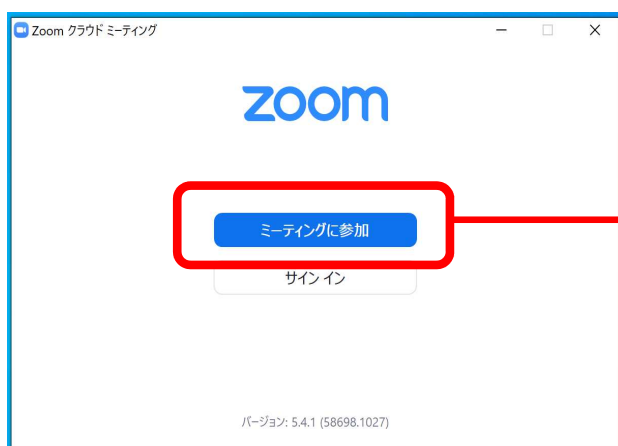 Zoom クラウド ミーティング
zoom
ミーティングに参加
サイン イン
バージョン: 5.4.1 (58698.1027)